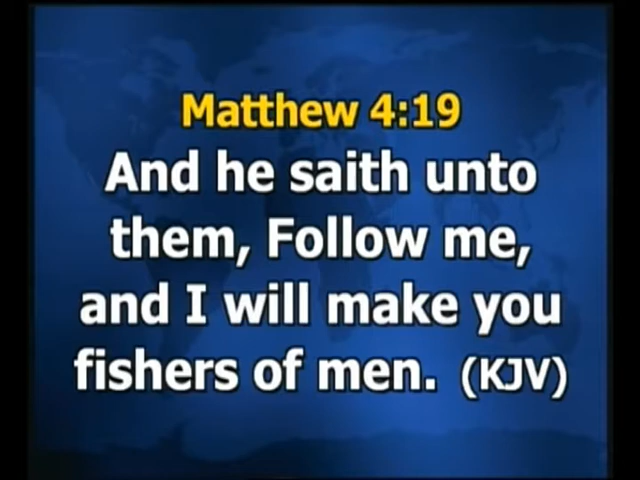 Matthew 4:19
And he saith unto
them, Follow me,
and I will make you
fishers of men. (KJV)